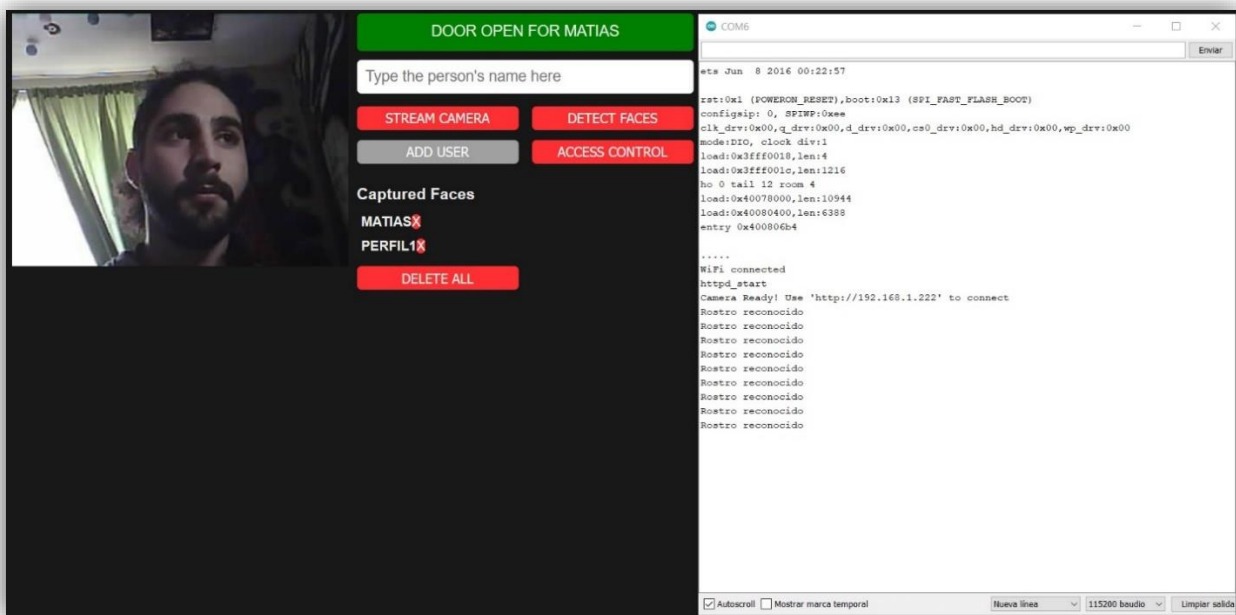 DOOR OPEN FOR MATIAS
Type the person's name here
STREAM CAMERA
DETECT FACES
ADD USER
ACCESS CONTROL
Captured Faces
MATIASX
PERFIL1X
DELETE ALL
COM6
Enviar
ets Jun  8 2016 00:22:57
rst:0x1 (POWERON_RESET),boot:0x13 (SPI_FAST_FLASH_BOOT)
configsip: 0, SPIWP:0xee
clk_drv:0x00,q_drv:0x00,d_drv:0x00,cs0_drv:0x00,hd_drv:0x00,wp_drv:0x00
mode:DIO, clock div:1
load:0x3fff0018,len:4
load:0x3fff001c,len:1216
ho 0 tail 12 room 4
load:0x40078000,len:10944
load:0x40080400,len:6388
entry 0x400806b4
.....
WiFi connected
httpd_start
Camera Ready! Use 'http://192.168.1.222' to connect
Rostro reconocido
Rostro reconocido
Rostro reconocido
Rostro reconocido
Rostro reconocido
Rostro reconocido
Rostro reconocido
Rostro reconocido
Rostro reconocido
Autoscroll
Mostrar marca temporal
Nueva línea
115200 baudio
Limpiar salida